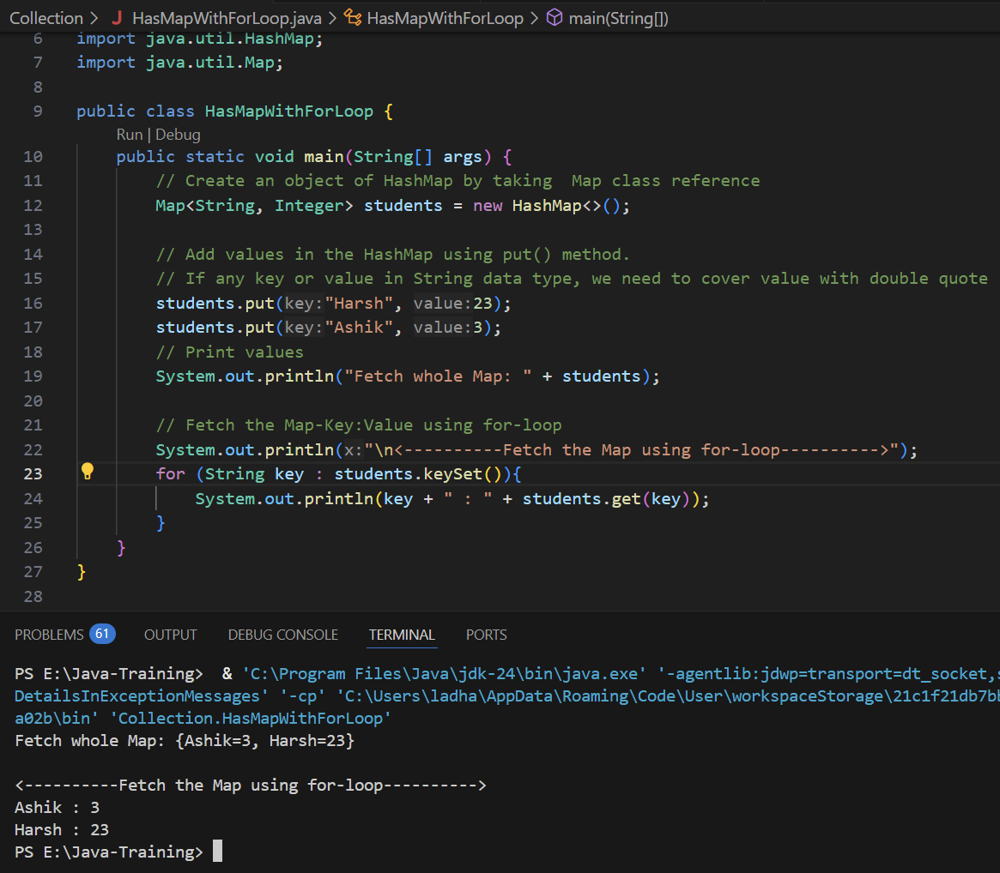 Collection > J HasMapWithForLoop.java > HasMapWithForLoop > main(String[])
6 import java.util.HashMap;
7 import java.util.Map;
8
9 public class HasMapWithForLoop {
Run | Debug
10 public static void main(String[] args) {
11 // Create an object of HashMap by taking  Map class reference
12 Map<String, Integer> students = new HashMap<>();
13
14 // Add values in the HashMap using put() method.
15 // If any key or value in String data type, we need to cover value with double quote
16 students.put(key:"Harsh", value:23);
17 students.put(key:"Ashik", value:3);
18 // Print values
19 System.out.println("Fetch whole Map: " + students);
20
21 // Fetch the Map-Key:Value using for-loop
22 System.out.println(x:"\n<----------Fetch the Map using for-loop---------->");
23 for (String key : students.keySet()){
24 System.out.println(key + " : " + students.get(key));
25 }
26 }
27 }
28
PROBLEMS 61 OUTPUT DEBUG CONSOLE TERMINAL PORTS
PS E:\Java-Training>  & 'C:\Program Files\Java\jdk-24\bin\java.exe' '-agentlib:jdwp=transport=dt_socket,
DetailsInExceptionMessages' '-cp' 'C:\Users\ladha\AppData\Roaming\Code\User\workspaceStorage\21c1f21db7b
a02b\bin' 'Collection.HasMapWithForLoop'
Fetch whole Map: {Ashik=3, Harsh=23}
<----------Fetch the Map using for-loop---------->
Ashik : 3
Harsh : 23
PS E:\Java-Training>